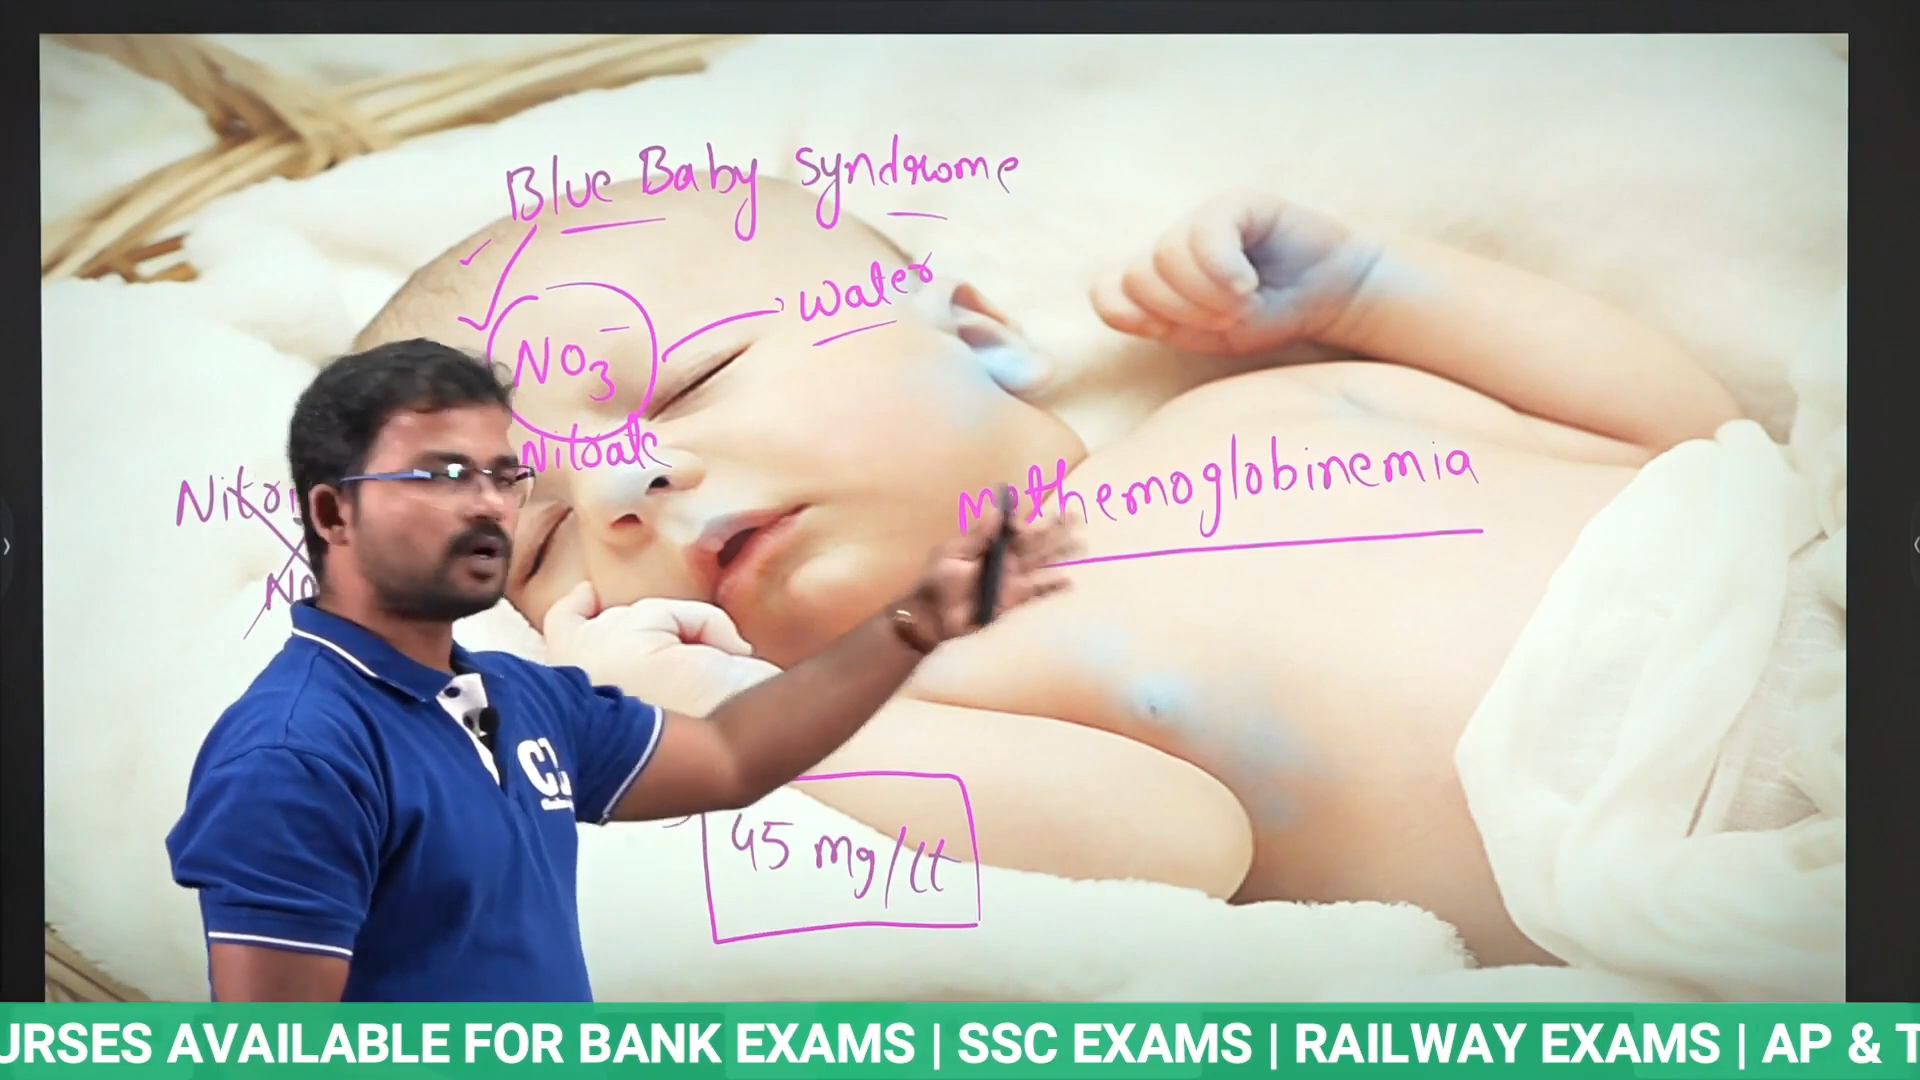 Blue Baby Syndrome
NO3⁻
water
Nitrate
methemoglobinemia
45 mg/lt
URSES AVAILABLE FOR BANK EXAMS | SSC EXAMS | RAILWAY EXAMS | AP & T